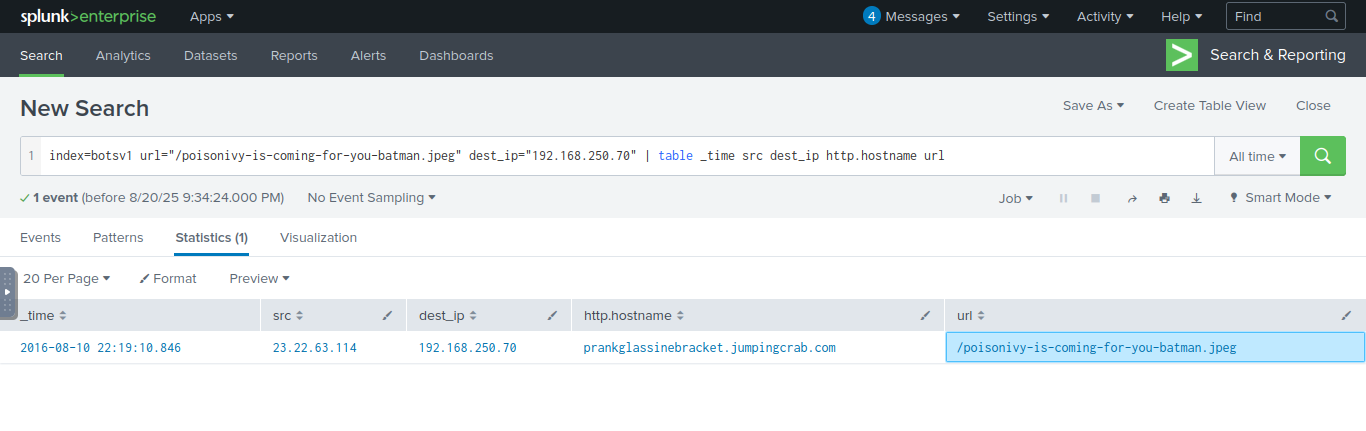 splunk>enterprise Apps 4 Messages Settings Activity Help Find
Search Analytics Datasets Reports Alerts Dashboards > Search & Reporting
New Search Save As Create Table View Close
1 index=botsv1 url="/poisonivy-is-coming-for-you-batman.jpeg" dest_ip="192.168.250.70" | table _time src dest_ip http.hostname url All time
1 event (before 8/20/25 9:34:24.000 PM) No Event Sampling Job Smart Mode
Events Patterns Statistics (1) Visualization
20 Per Page Format Preview
_time src dest_ip http.hostname url
2016-08-10 22:19:10.846 23.22.63.114 192.168.250.70 prankglassinebracket.jumpingcrab.com /poisonivy-is-coming-for-you-batman.jpeg